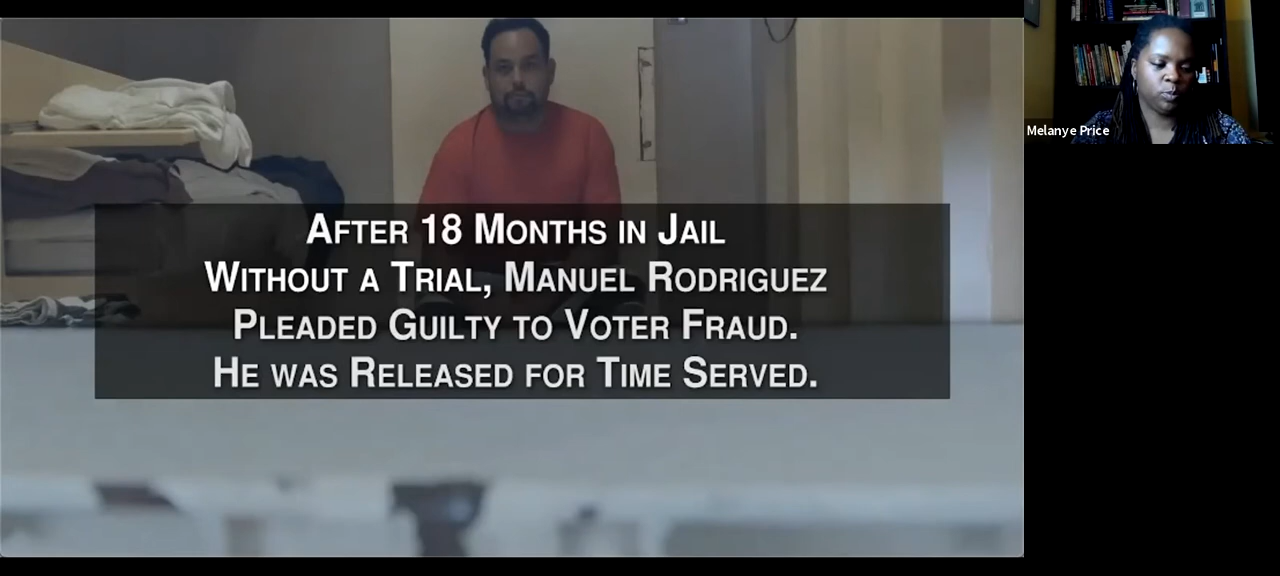 AFTER 18 MONTHS IN JAIL
WITHOUT A TRIAL, MANUEL RODRIGUEZ
PLEADED GUILTY TO VOTER FRAUD.
HE WAS RELEASED FOR TIME SERVED.
Melanye Price